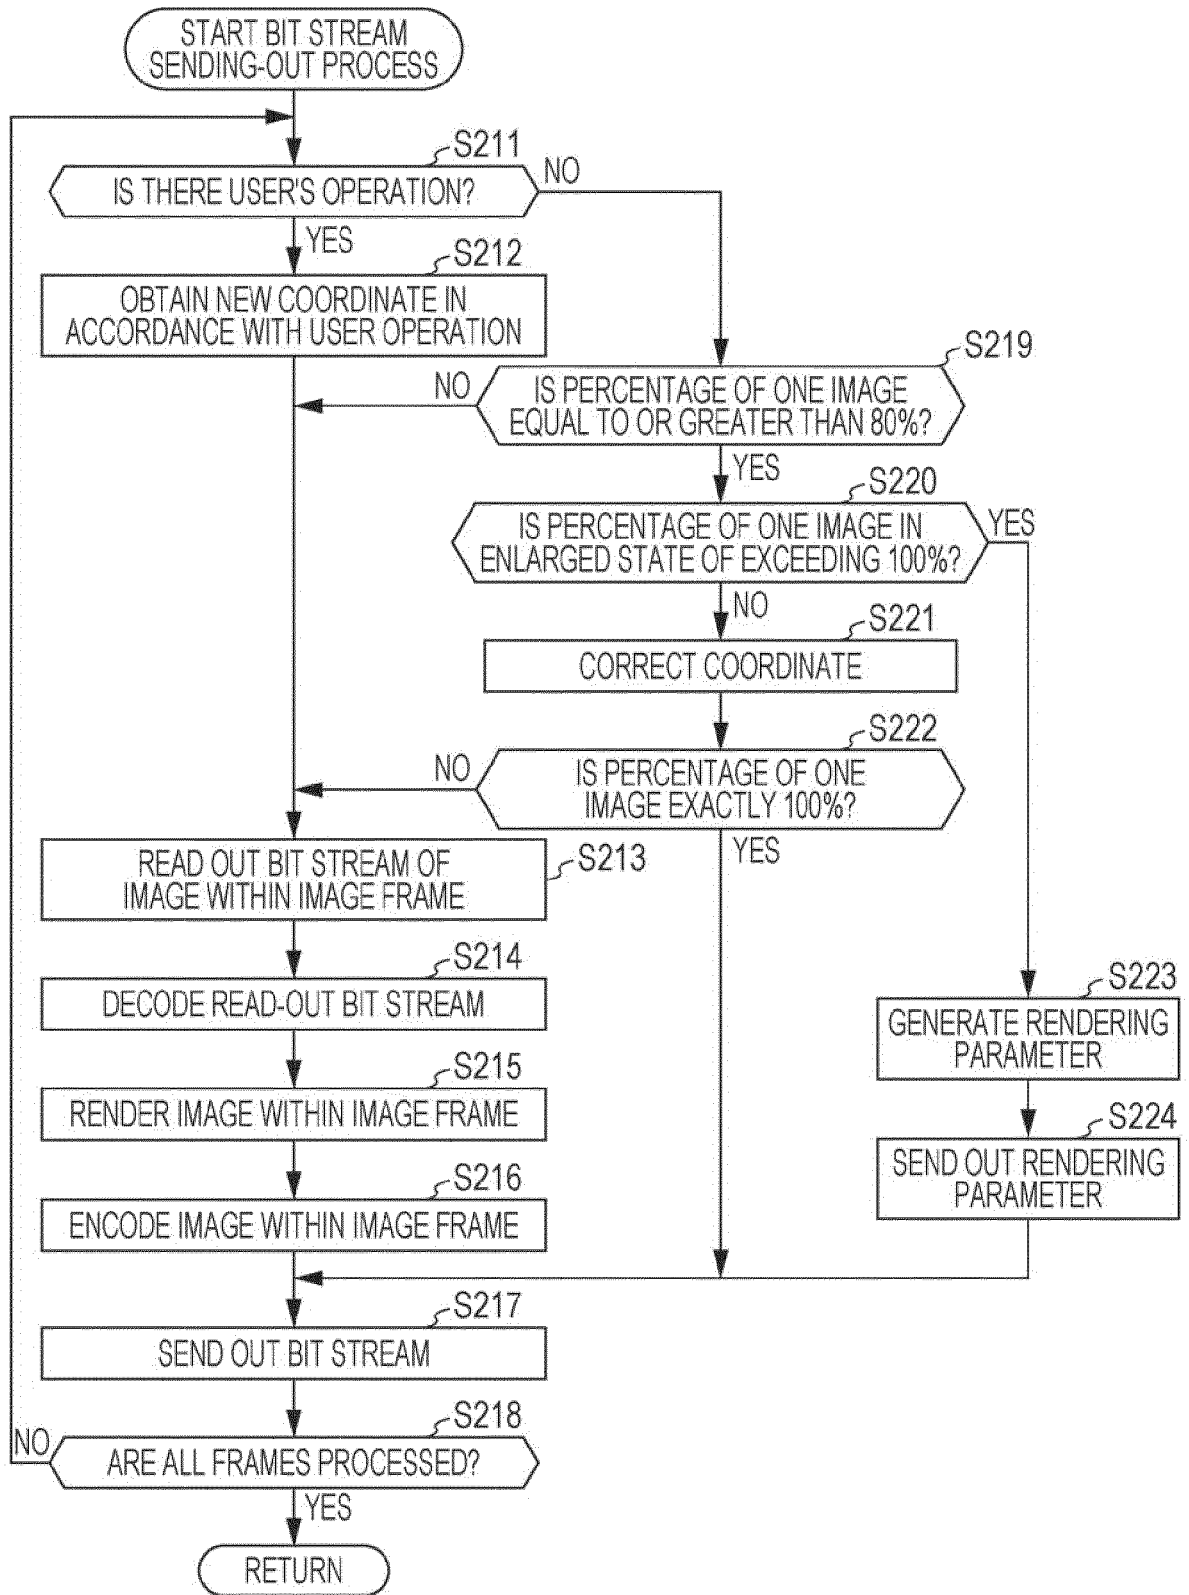 START BIT STREAM
SENDING-OUT PROCESS
S211
IS THERE USER'S OPERATION?
NO
YES
S212
OBTAIN NEW COORDINATE IN
ACCORDANCE WITH USER OPERATION
S219
NO
IS PERCENTAGE OF ONE IMAGE
EQUAL TO OR GREATER THAN 80%?
YES
S220
IS PERCENTAGE OF ONE IMAGE IN
ENLARGED STATE OF EXCEEDING 100%?
YES
NO
S221
CORRECT COORDINATE
S222
NO
IS PERCENTAGE OF ONE
IMAGE EXACTLY 100%?
YES
READ OUT BIT STREAM OF
IMAGE WITHIN IMAGE FRAME
S213
S214
DECODE READ-OUT BIT STREAM
S215
RENDER IMAGE WITHIN IMAGE FRAME
S216
ENCODE IMAGE WITHIN IMAGE FRAME
S223
GENERATE RENDERING
PARAMETER
S224
SEND OUT RENDERING
PARAMETER
S217
SEND OUT BIT STREAM
S218
NO
ARE ALL FRAMES PROCESSED?
YES
RETURN